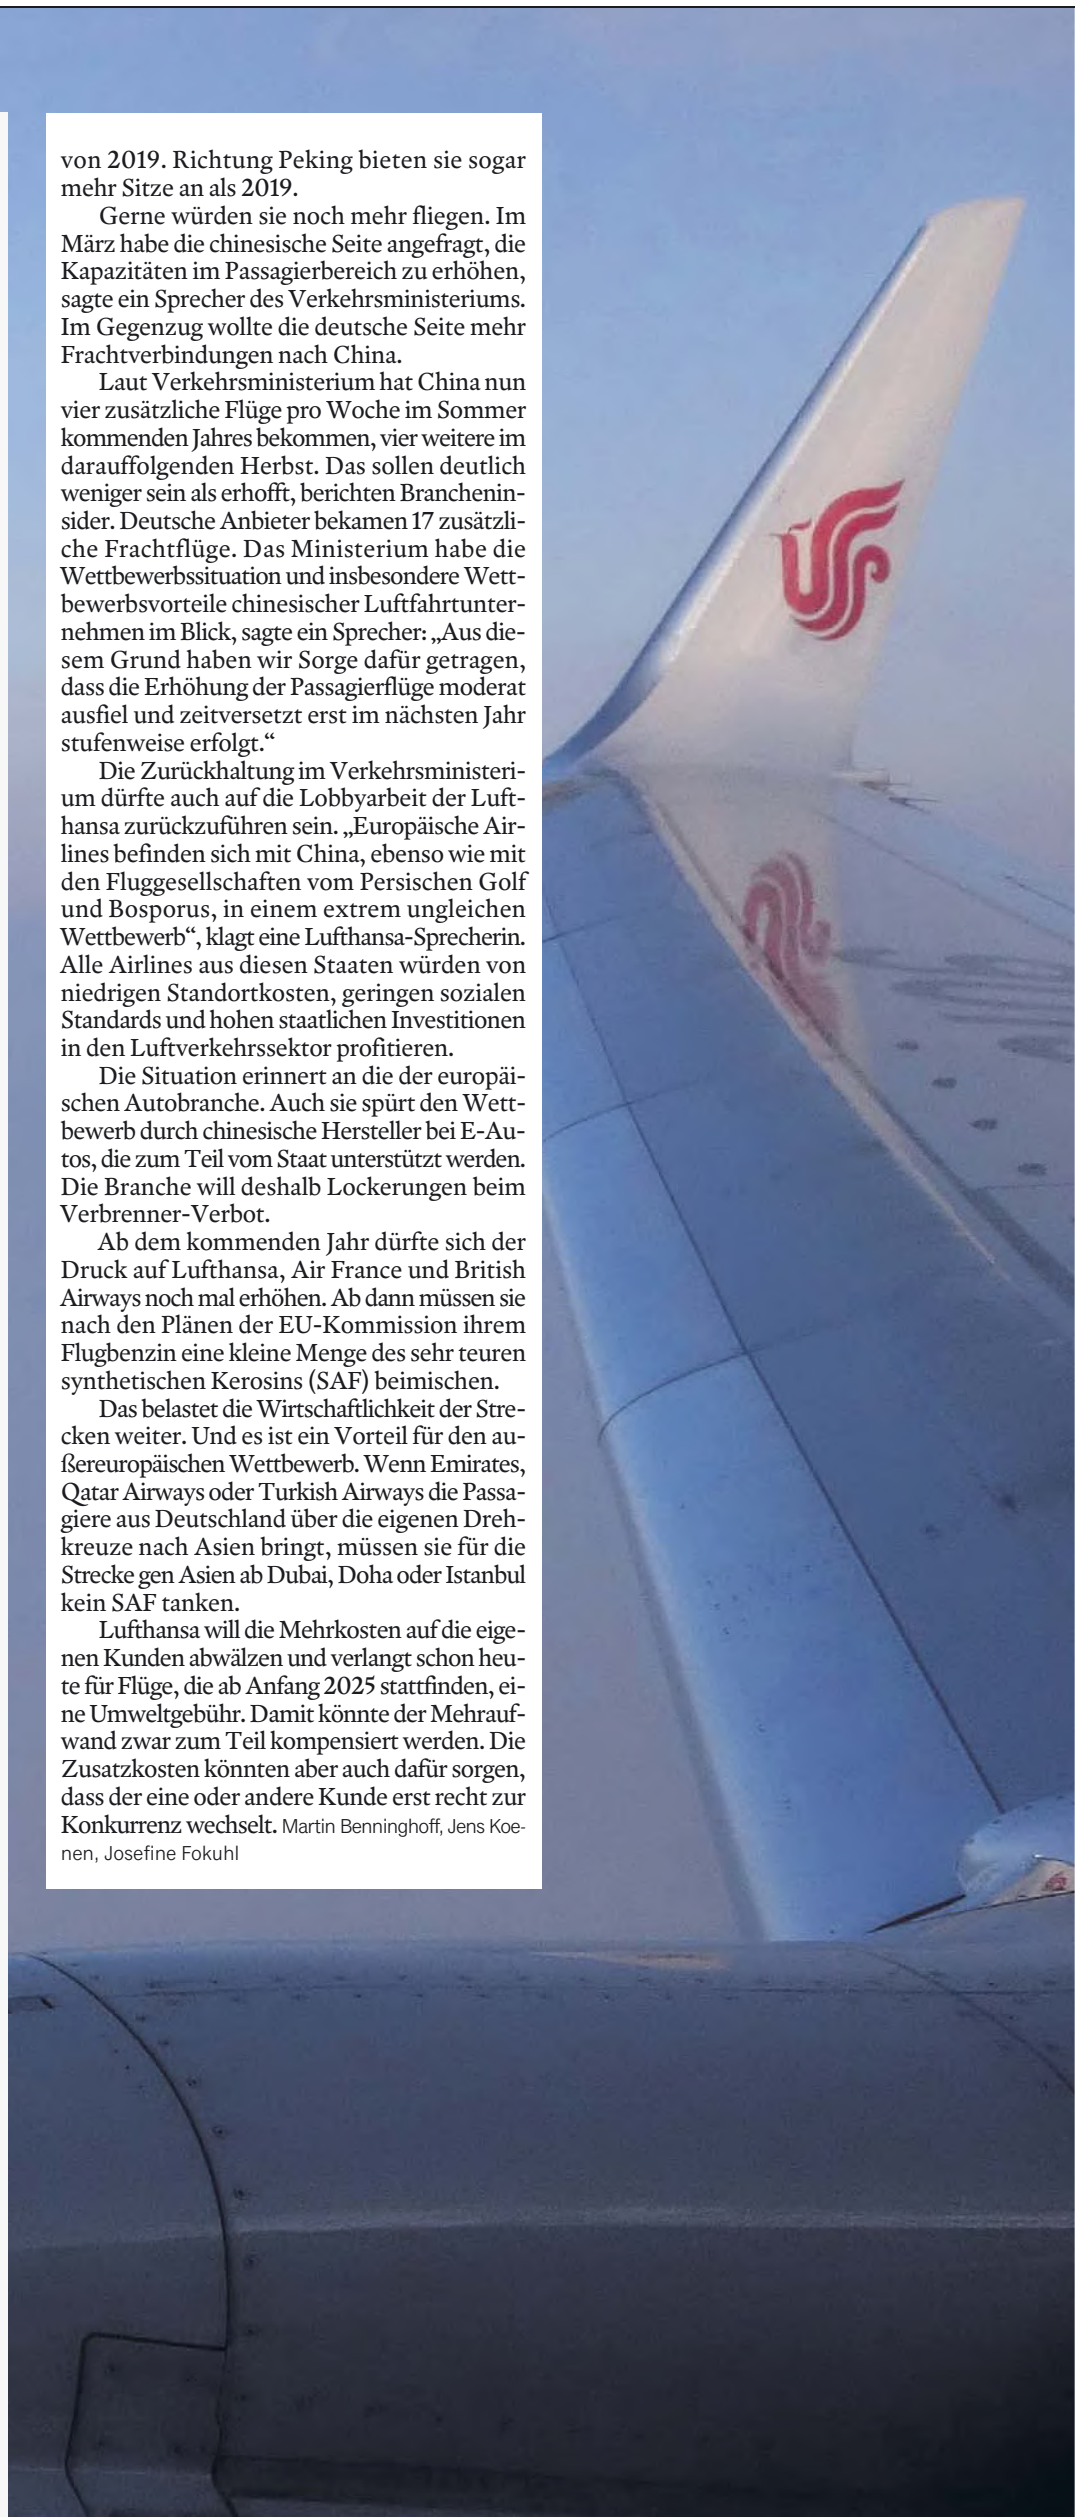 von 2019. Richtung Peking bieten sie sogar
mehr Sitze an als 2019.
Gerne würden sie noch mehr fliegen. Im
März habe die chinesische Seite angefragt, die
Kapazitäten im Passagierbereich zu erhöhen,
sagte ein Sprecher des Verkehrsministeriums.
Im Gegenzug wollte die deutsche Seite mehr
Frachtverbindungen nach China.
Laut Verkehrsministerium hat China nun
vier zusätzliche Flüge pro Woche im Sommer
kommenden Jahres bekommen, vier weitere im
darauffolgenden Herbst. Das sollen deutlich
weniger sein als erhofft, berichten Branchenin-
sider. Deutsche Anbieter bekamen 17 zusätzli-
che Frachtflüge. Das Ministerium habe die
Wettbewerbssituation und insbesondere Wett-
bewerbsvorteile chinesischer Luftfahrtunter-
nehmen im Blick, sagte ein Sprecher: „Aus die-
sem Grund haben wir Sorge dafür getragen,
dass die Erhöhung der Passagierflüge moderat
ausfiel und zeitversetzt erst im nächsten Jahr
stufenweise erfolgt.“
Die Zurückhaltung im Verkehrsministeri-
um dürfte auch auf die Lobbyarbeit der Luft-
hansa zurückzuführen sein. „Europäische Air-
lines befinden sich mit China, ebenso wie mit
den Fluggesellschaften vom Persischen Golf
und Bosporus, in einem extrem ungleichen
Wettbewerb“, klagt eine Lufthansa-Sprecherin.
Alle Airlines aus diesen Staaten würden von
niedrigen Standortkosten, geringen sozialen
Standards und hohen staatlichen Investitionen
in den Luftverkehrssektor profitieren.
Die Situation erinnert an die der europäi-
schen Autobranche. Auch sie spürt den Wett-
bewerb durch chinesische Hersteller bei E-Au-
tos, die zum Teil vom Staat unterstützt werden.
Die Branche will deshalb Lockerungen beim
Verbrenner-Verbot.
Ab dem kommenden Jahr dürfte sich der
Druck auf Lufthansa, Air France und British
Airways noch mal erhöhen. Ab dann müssen sie
nach den Plänen der EU-Kommission ihrem
Flugbenzin eine kleine Menge des sehr teuren
synthetischen Kerosins (SAF) beimischen.
Das belastet die Wirtschaftlichkeit der Stre-
cken weiter. Und es ist ein Vorteil für den au-
ßereuropäischen Wettbewerb. Wenn Emirates,
Qatar Airways oder Turkish Airways die Passa-
giere aus Deutschland über die eigenen Dreh-
kreuze nach Asien bringt, müssen sie für die
Strecke gen Asien ab Dubai, Doha oder Istanbul
kein SAF tanken.
Lufthansa will die Mehrkosten auf die eige-
nen Kunden abwälzen und verlangt schon heu-
te für Flüge, die ab Anfang 2025 stattfinden, ei-
ne Umweltgebühr. Damit könnte der Mehrauf-
wand zwar zum Teil kompensiert werden. Die
Zusatzkosten könnten aber auch dafür sorgen,
dass der eine oder andere Kunde erst recht zur
Konkurrenz wechselt. Martin Benninghoff, Jens Koe-
nen, Josefine Fokuhl